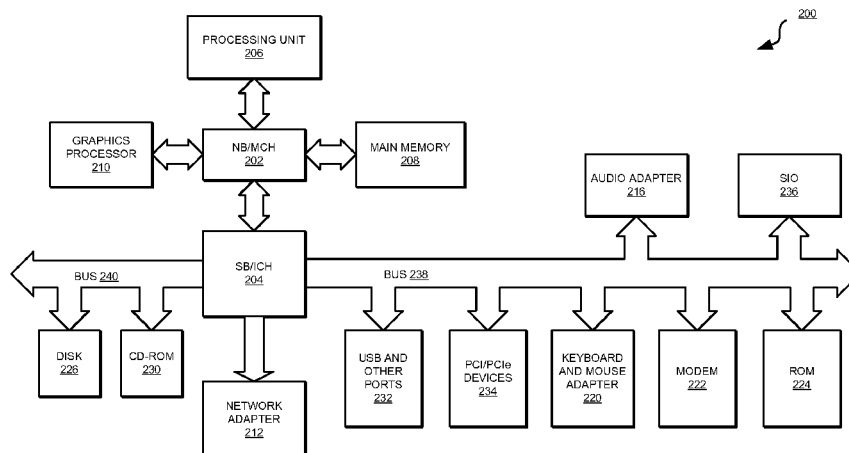 200
PROCESSING UNIT
206
GRAPHICS
PROCESSOR
210
NB/MCH
202
MAIN MEMORY
208
AUDIO ADAPTER
216
SIO
236
SB/ICH
204
BUS 240
BUS 238
DISK
226
CD-ROM
230
USB AND
OTHER
PORTS
232
PCI/PCIe
DEVICES
234
KEYBOARD
AND MOUSE
ADAPTER
220
MODEM
222
ROM
224
NETWORK
ADAPTER
212